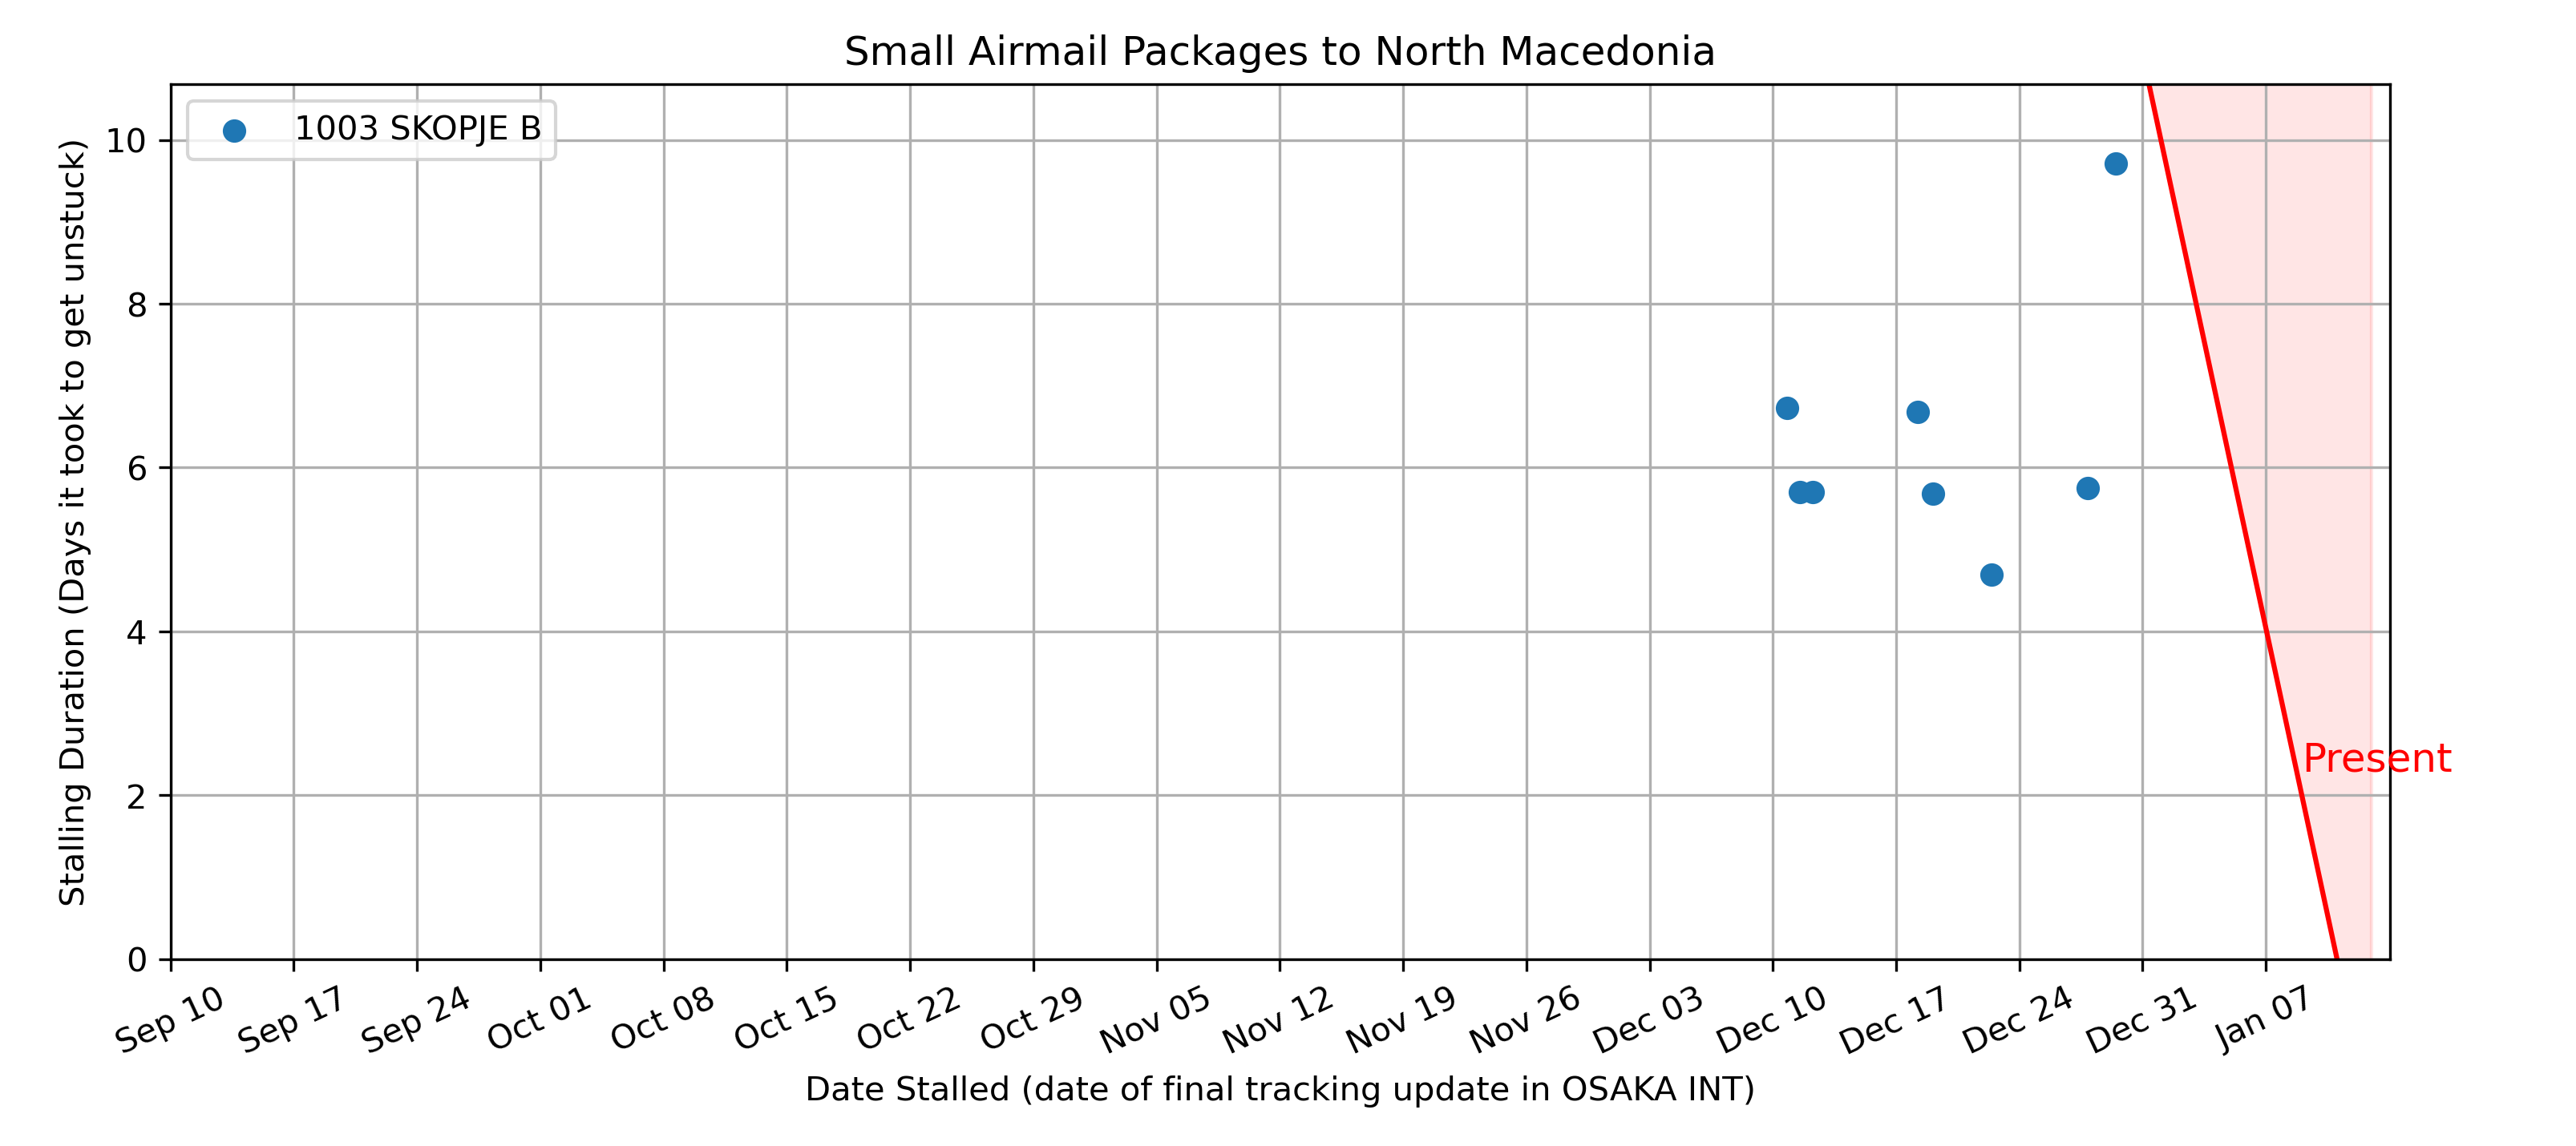 Small Airmail Packages to North Macedonia
1003 SKOPJE B
Stalling Duration (Days it took to get unstuck)
10
8
6
4
2
0
Present
Sep 10
Sep 17
Sep 24
Oct 01
Oct 08
Oct 15
Oct 22
Oct 29
Nov 05
Nov 12
Nov 19
Nov 26
Dec 03
Dec 10
Dec 17
Dec 24
Dec 31
Jan 07
Date Stalled (date of final tracking update in OSAKA INT)